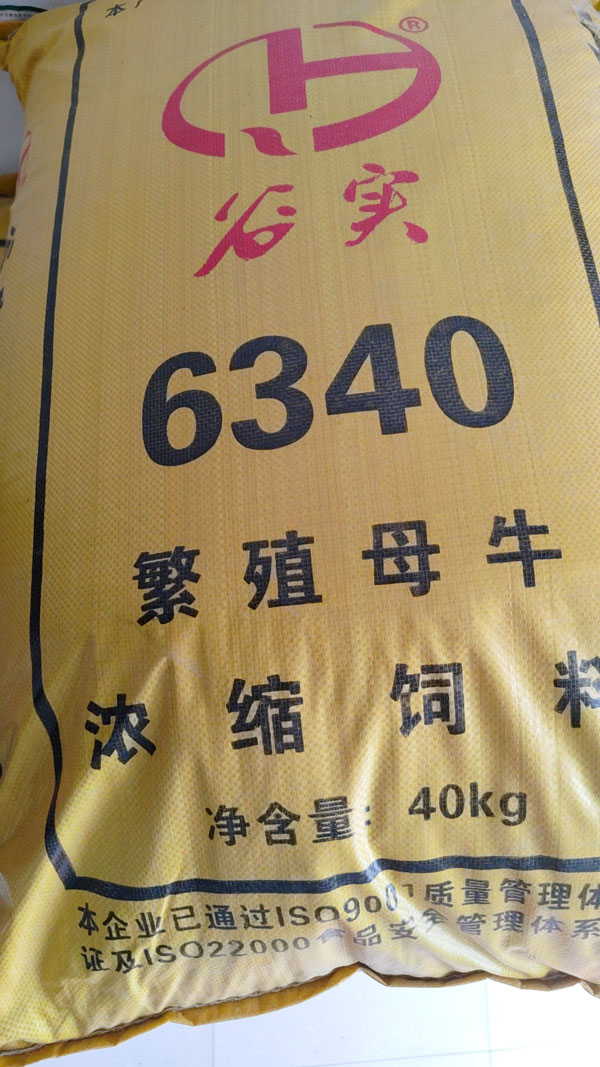 本
®
谷实
6340
繁殖母牛
浓缩饲料
净含量：40kg
本企业已通过ISO9001质量管理体
证及ISO22000食品安全管理体系